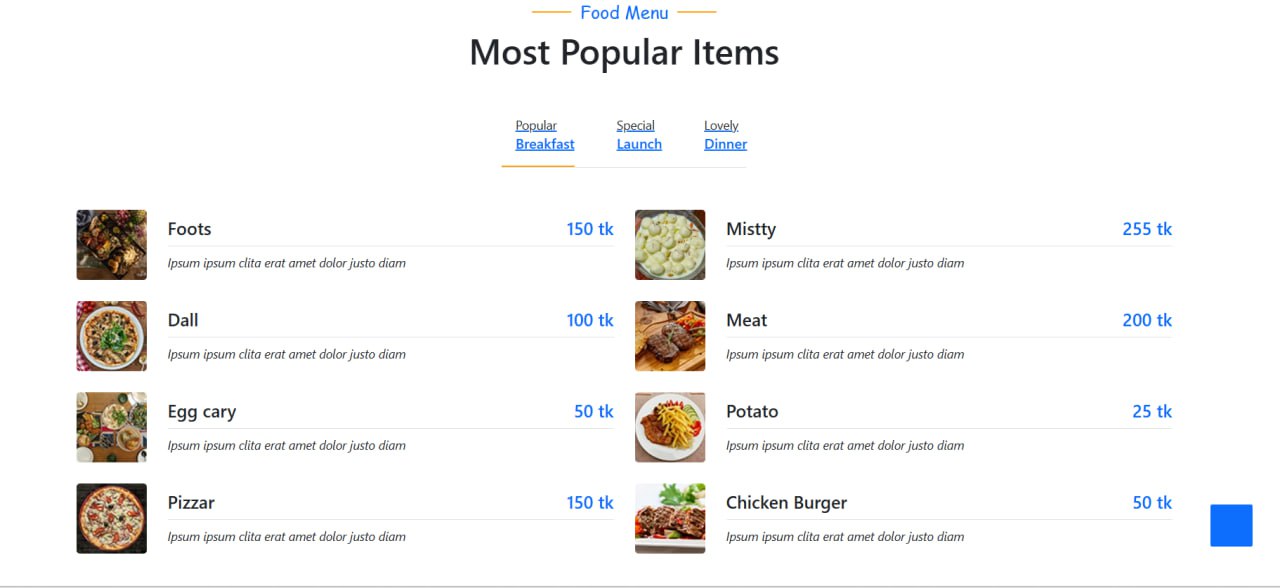 Food Menu
Most Popular Items
Popular
Breakfast
Special
Launch
Lovely
Dinner
Foots 150 tk
Ipsum ipsum clita erat amet dolor justo diam
Mistty 255 tk
Ipsum ipsum clita erat amet dolor justo diam
Dall 100 tk
Ipsum ipsum clita erat amet dolor justo diam
Meat 200 tk
Ipsum ipsum clita erat amet dolor justo diam
Egg cary 50 tk
Ipsum ipsum clita erat amet dolor justo diam
Potato 25 tk
Ipsum ipsum clita erat amet dolor justo diam
Pizzar 150 tk
Ipsum ipsum clita erat amet dolor justo diam
Chicken Burger 50 tk
Ipsum ipsum clita erat amet dolor justo diam